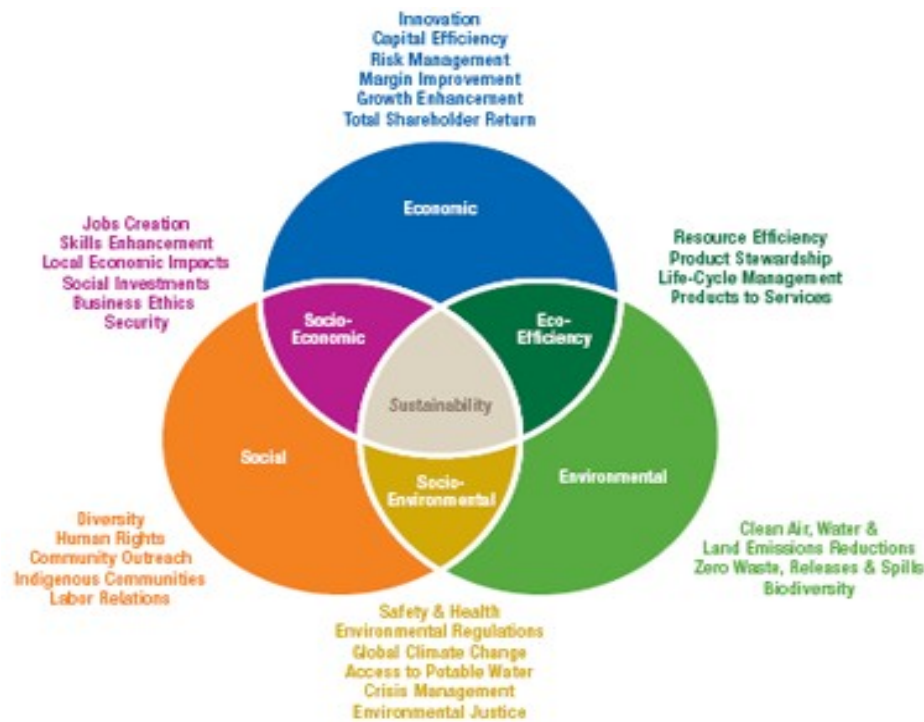 Innovation
Capital Efficiency
Risk Management
Margin Improvement
Growth Enhancement
Total Shareholder Return
Economic
Jobs Creation
Skills Enhancement
Local Economic Impacts
Social Investments
Business Ethics
Security
Resource Efficiency
Product Stewardship
Life-Cycle Management
Products to Services
Socio-
Economic
Eco-
Efficiency
Sustainability
Social
Socio-
Environmental
Environmental
Diversity
Human Rights
Community Outreach
Indigenous Communities
Labor Relations
Clean Air, Water &
Land Emissions Reductions
Zero Waste, Releases & Spills
Biodiversity
Safety & Health
Environmental Regulations
Global Climate Change
Access to Potable Water
Crisis Management
Environmental Justice